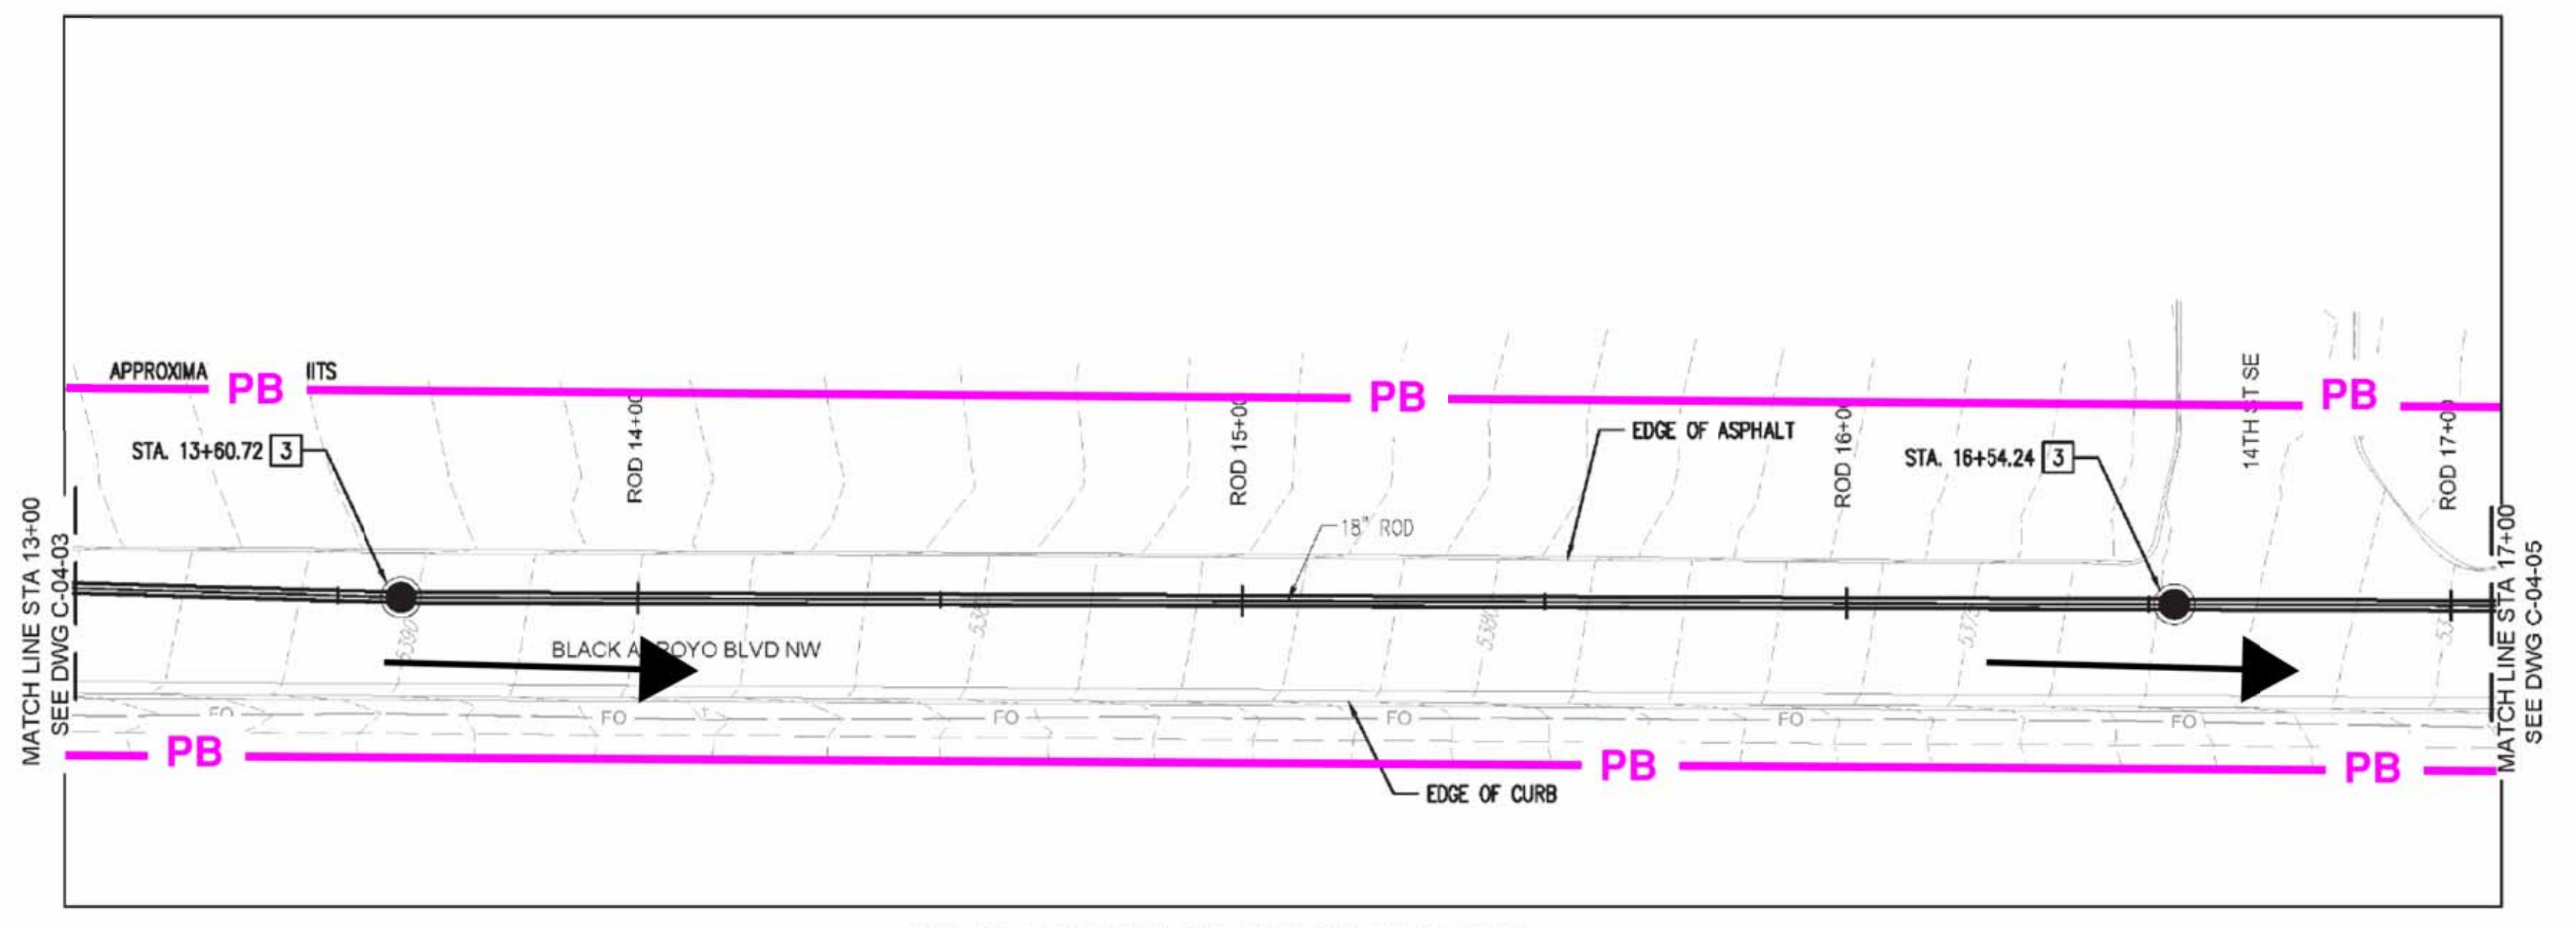 APPROXIMA
IITS
PB
PB
PB
14TH ST SE
ROD 14+00
ROD 15+00
ROD 16+00
ROD 17+00
EDGE OF ASPHALT
STA. 13+60.72 3
STA. 16+54.24 3
18" ROD
MATCH LINE STA 13+00
SEE DWG C-04-03
MATCH LINE STA 17+00
SEE DWG C-04-05
5390
5380
BLACK A ROYO BLVD NW
FO
FO
FO
FO
FO
FO
PB
PB
PB
EDGE OF CURB